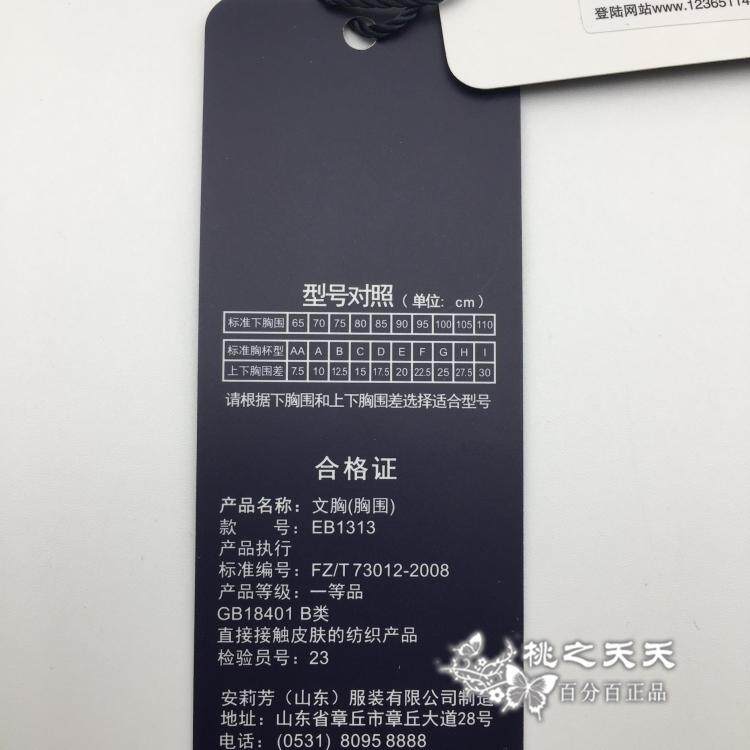 登陆网站www.12365114
型号对照（单位：cm）
标准下胸围 65 70 75 80 85 90 95 100 105 110
标准胸杯型 AA A B C D E F G H I
上下胸围差 7.5 10 12.5 15 17.5 20 22.5 25 27.5 30
请根据下胸围和上下胸围差选择适合型号
合格证
产品名称：文胸(胸围)
款 号：EB1313
产品执行
标准编号：FZ/T 73012-2008
产品等级：一等品
GB18401 B类
直接接触皮肤的纺织产品
检验员号：23
安莉芳（山东）服装有限公司制造
地址：山东省章丘市章丘大道28号
电话：(0531) 8095 8888
桃之夭夭
百分百正品